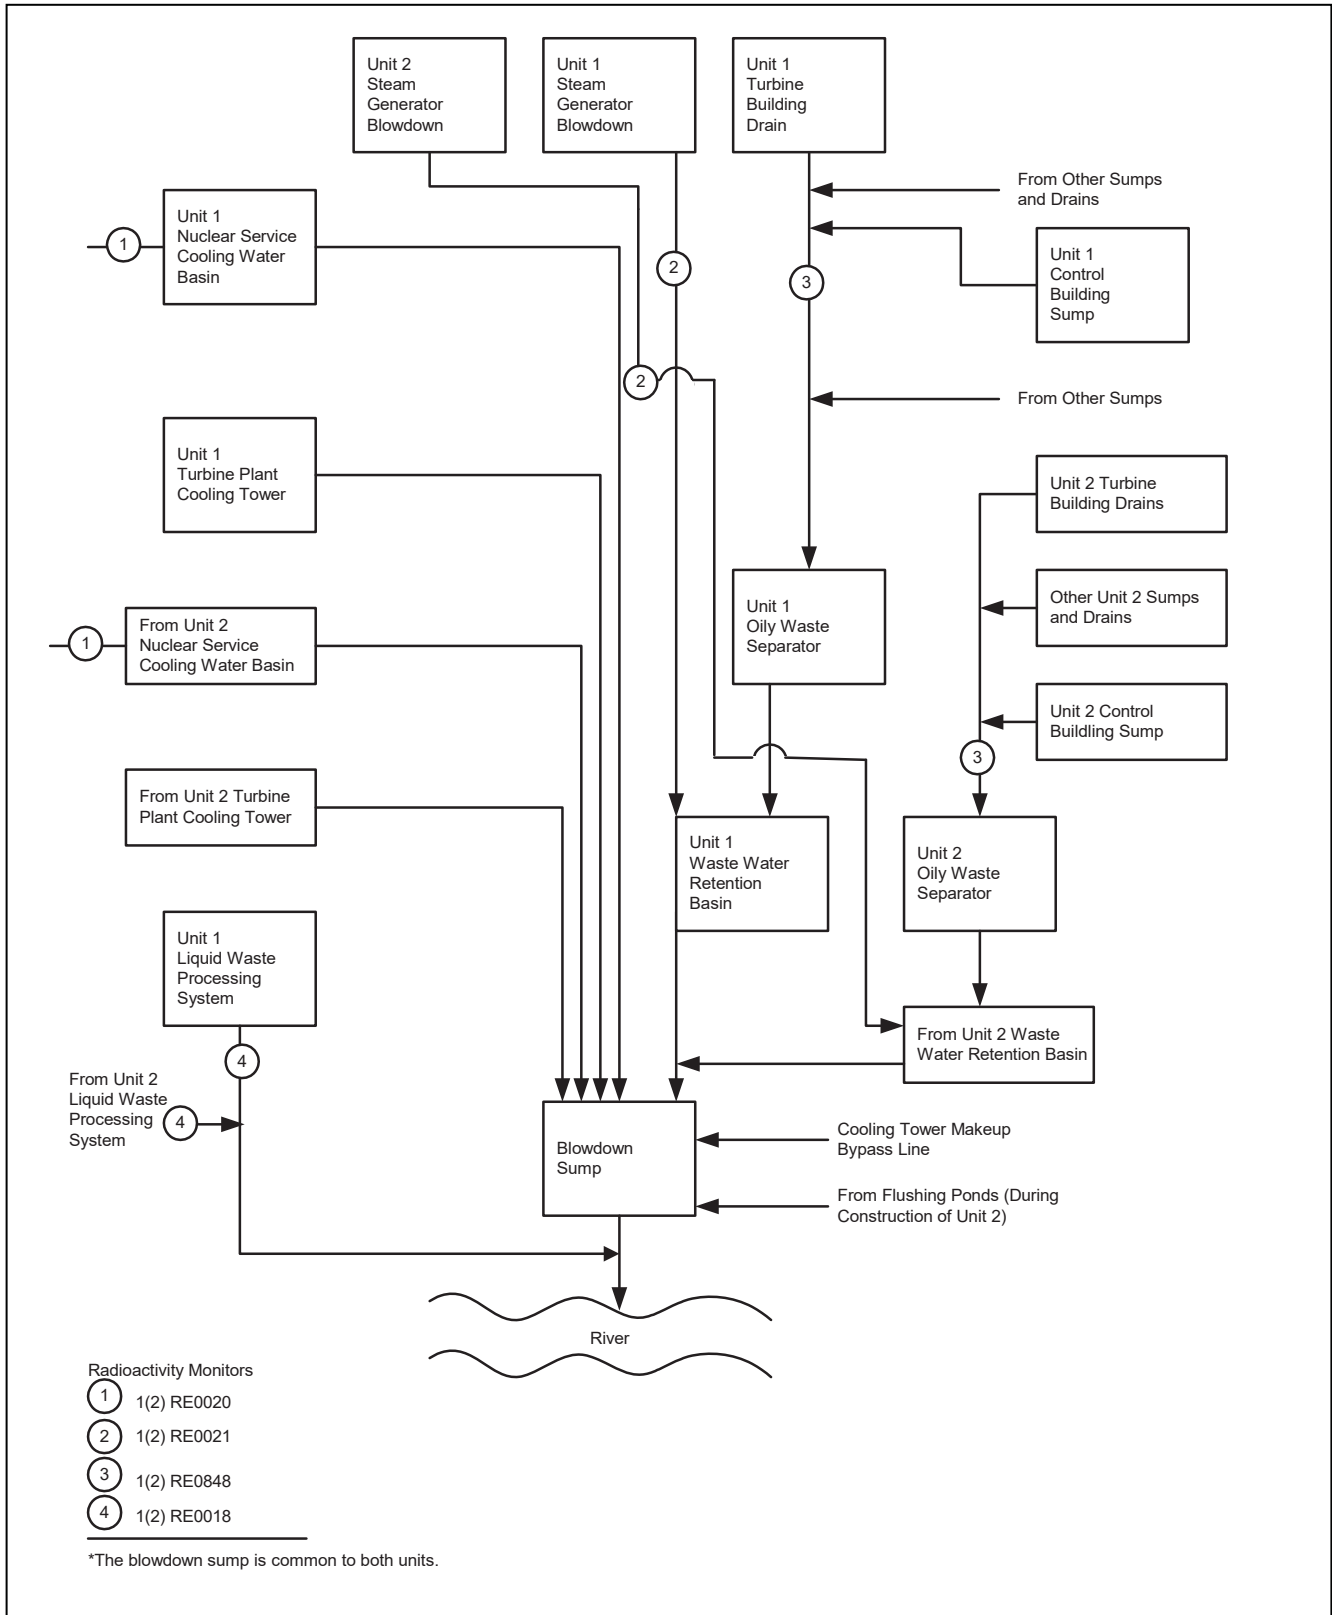 Unit 2
Steam
Generator
Blowdown
Unit 1
Steam
Generator
Blowdown
Unit 1
Turbine
Building
Drain
From Other Sumps
and Drains
Unit 1
Nuclear Service
Cooling Water
Basin
1
2
3
Unit 1
Control
Building
Sump
2
From Other Sumps
Unit 1
Turbine Plant
Cooling Tower
Unit 2 Turbine
Building Drains
Unit 1
Oily Waste
Separator
Other Unit 2 Sumps
and Drains
1
From Unit 2
Nuclear Service
Cooling Water Basin
Unit 2 Control
Buildling Sump
3
From Unit 2 Turbine
Plant Cooling Tower
Unit 1
Waste Water
Retention
Basin
Unit 2
Oily Waste
Separator
Unit 1
Liquid Waste
Processing
System
4
From Unit 2 Waste
Water Retention Basin
From Unit 2
Liquid Waste
Processing
System
4
Blowdown
Sump
Cooling Tower Makeup
Bypass Line
From Flushing Ponds (During
Construction of Unit 2)
River
Radioactivity Monitors
1 1(2) RE0020
2 1(2) RE0021
3 1(2) RE0848
4 1(2) RE0018
*The blowdown sump is common to both units.